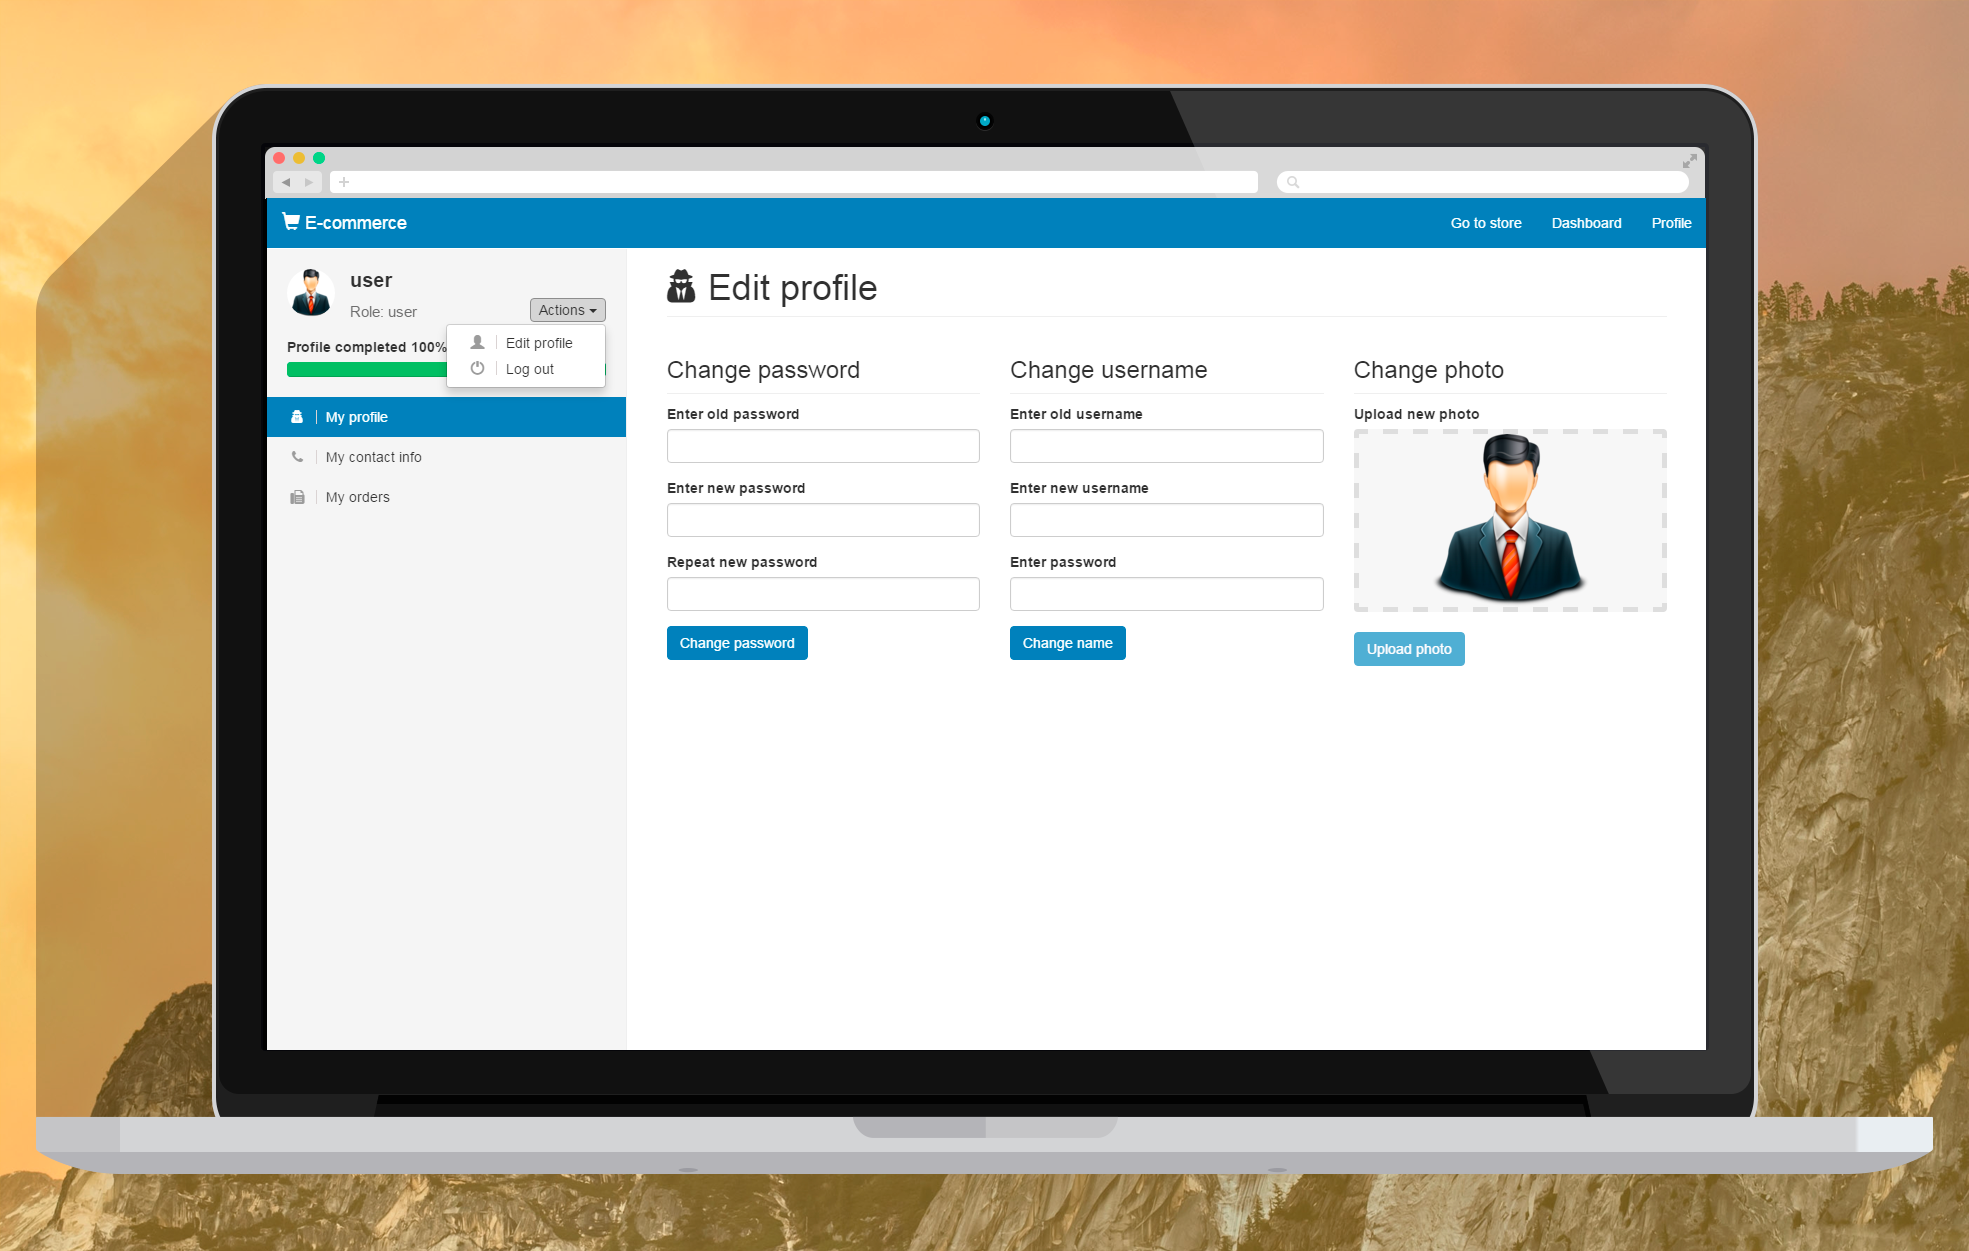 E-commerce
Go to store Dashboard Profile
user
Role: user
Actions
Edit profile
Log out
Profile completed 100%
My profile
My contact info
My orders
Edit profile
Change password
Enter old password
Enter new password
Repeat new password
Change password
Change username
Enter old username
Enter new username
Enter password
Change name
Change photo
Upload new photo
Upload photo